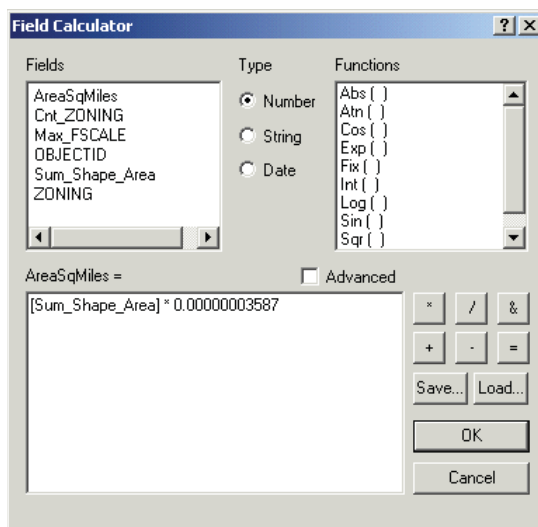 Field Calculator
Fields
AreaSqMiles
Cnt_ZONING
Max_FSCALE
OBJECTID
Sum_Shape_Area
ZONING
Type
Number
String
Date
Functions
Abs ( )
Atn ( )
Cos ( )
Exp ( )
Fix ( )
Int ( )
Log ( )
Sin ( )
Sqr ( )
AreaSqMiles =
Advanced
[Sum_Shape_Area] * 0.00000003587
* / &
+ - =
Save... Load...
OK
Cancel